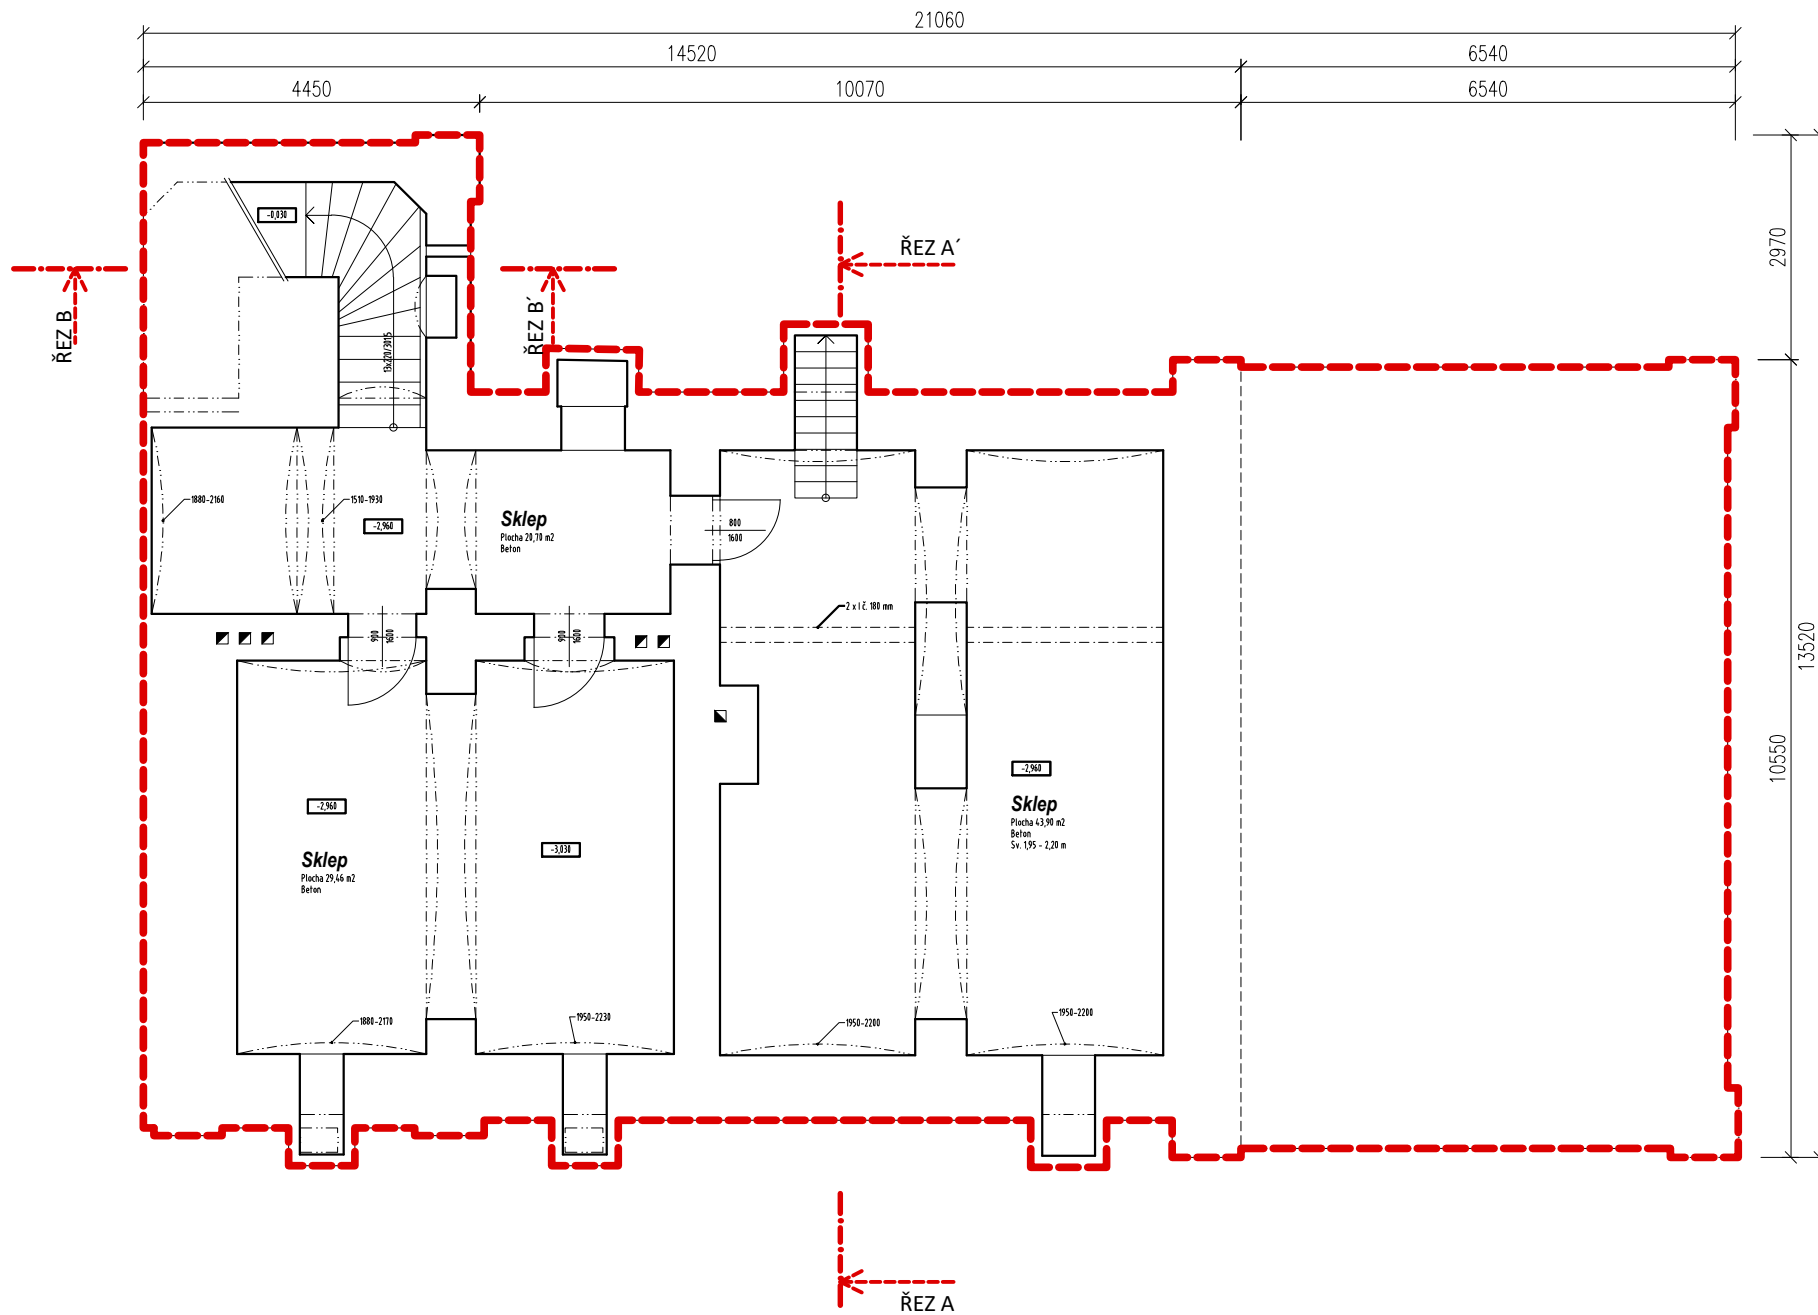 21060
14520
6540
4450
10070
6540
-0,030
ŘEZ A´
2970
ŘEZ B
ŘEZ B´
13x220/301,5
1880-2160
1510-1930
-2,960
Sklep
Plocha 20,70 m2
Beton
800
1600
2 x I č. 180 mm
900
1600
900
1600
13520
10550
-2,960
Sklep
Plocha 43,90 m2
Beton
Sv. 1,95 - 2,20 m
-2,960
-3,030
Sklep
Plocha 29,46 m2
Beton
1880-2170
1950-2230
1950-2200
1950-2200
ŘEZ A